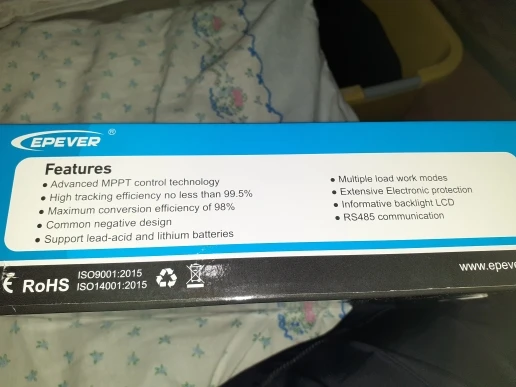 EPEVER ®
Features
• Advanced MPPT control technology
• High tracking efficiency no less than 99.5%
• Maximum conversion efficiency of 98%
• Common negative design
• Support lead-acid and lithium batteries
• Multiple load work modes
• Extensive Electronic protection
• Informative backlight LCD
• RS485 communication
CE RoHS
ISO9001:2015
ISO14001:2015
www.epeve